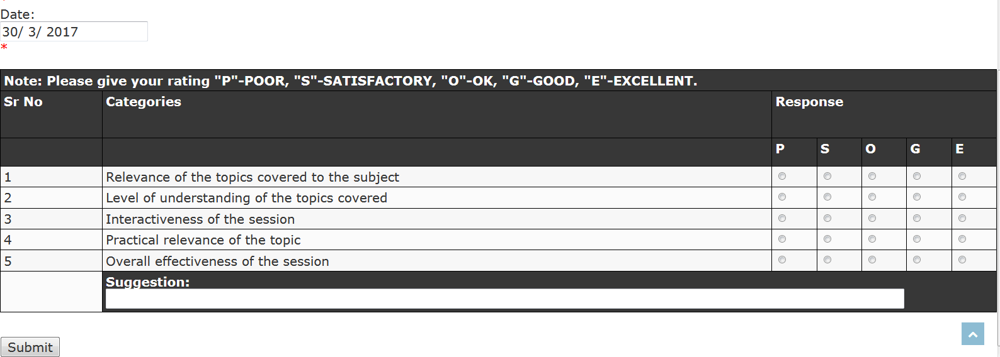 *
Date:
30/ 3/ 2017
*
Note: Please give your rating "P"-POOR, "S"-SATISFACTORY, "O"-OK, "G"-GOOD, "E"-EXCELLENT.
Sr No Categories Response
P S O G E
1 Relevance of the topics covered to the subject
2 Level of understanding of the topics covered
3 Interactiveness of the session
4 Practical relevance of the topic
5 Overall effectiveness of the session
Suggestion:
Submit